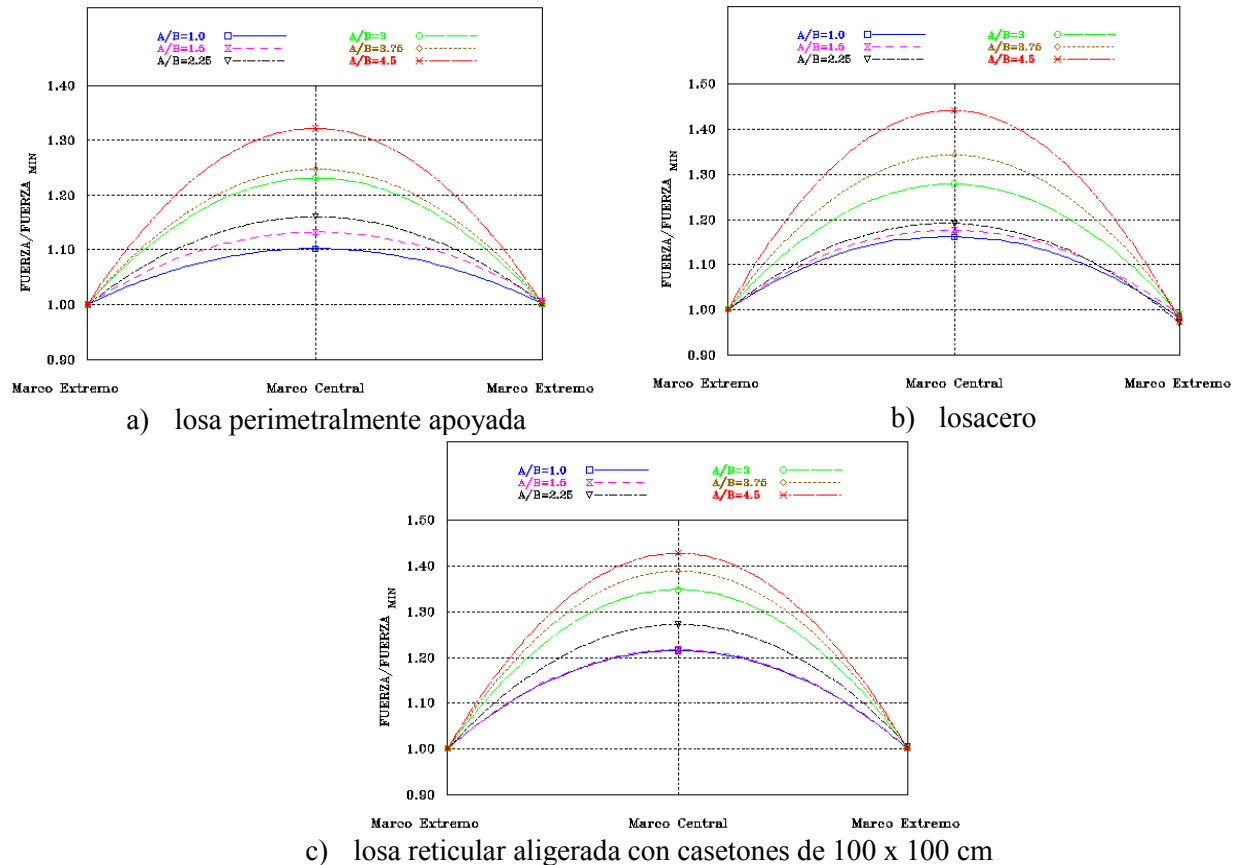 A/B=1.0
A/B=1.5
A/B=2.25
A/B=3
A/B=3.75
A/B=4.5
1.40
1.30
1.20
1.10
1.00
0.90
FUERZA/FUERZA MIN
Marco Extremo Marco Central Marco Extremo
a) losa perimetralmente apoyada
A/B=1.0
A/B=1.5
A/B=2.25
A/B=3
A/B=3.75
A/B=4.5
1.50
1.40
1.30
1.20
1.10
1.00
0.90
FUERZA/FUERZA MIN
Marco Extremo Marco Central Marco Extremo
b) losacero
A/B=1.0
A/B=1.5
A/B=2.25
A/B=3
A/B=3.75
A/B=4.5
1.50
1.40
1.30
1.20
1.10
1.00
0.90
FUERZA/FUERZA MIN
Marco Extremo Marco Central Marco Extremo
c) losa reticular aligerada con casetones de 100 x 100 cm